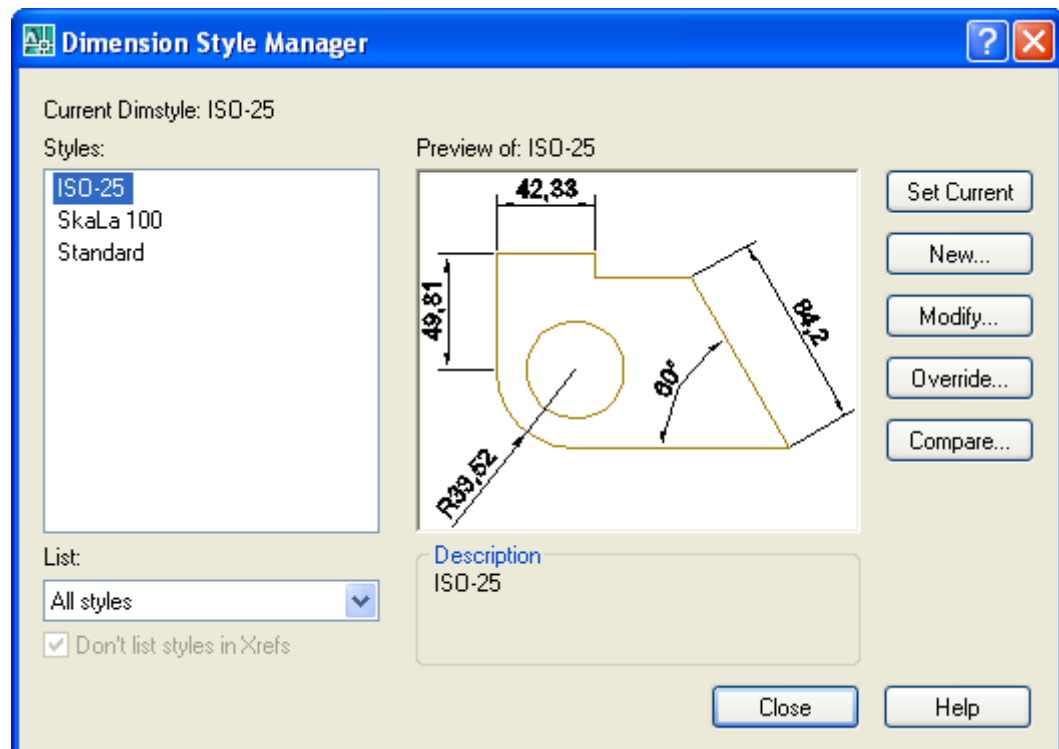 Dimension Style Manager
Current Dimstyle: ISO-25
Styles:
ISO-25
SkaLa 100
Standard
List:
All styles
Don't list styles in Xrefs
Preview of: ISO-25
42,33
49,81
84,2
60°
R39,52
Description
ISO-25
Set Current
New...
Modify...
Override...
Compare...
Close
Help